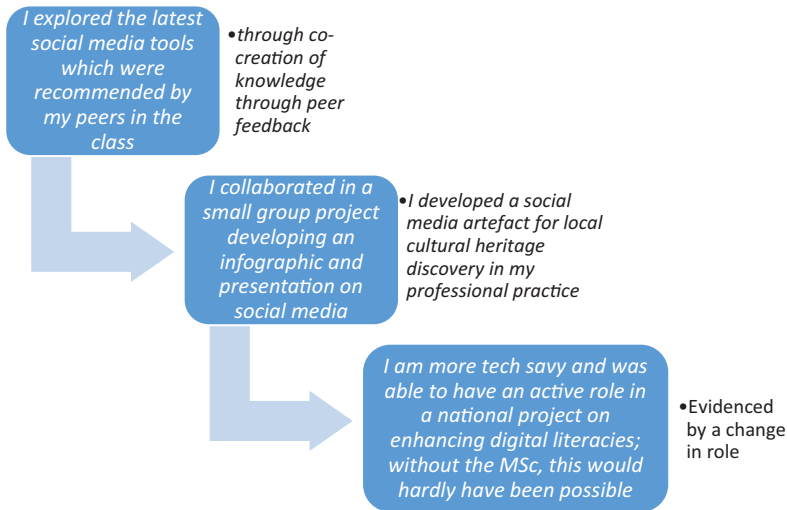 I explored the latest
social media tools
which were
recommended by
my peers in the
class
•through co-
creation of
knowledge
through peer
feedback
I collaborated in a
small group project
developing an
infographic and
presentation on
social media
•I developed a social
media artefact for local
cultural heritage
discovery in my
professional practice
I am more tech savy and was
able to have an active role in
a national project on
enhancing digital literacies;
without the MSc, this would
hardly have been possible
•Evidenced
by a change
in role